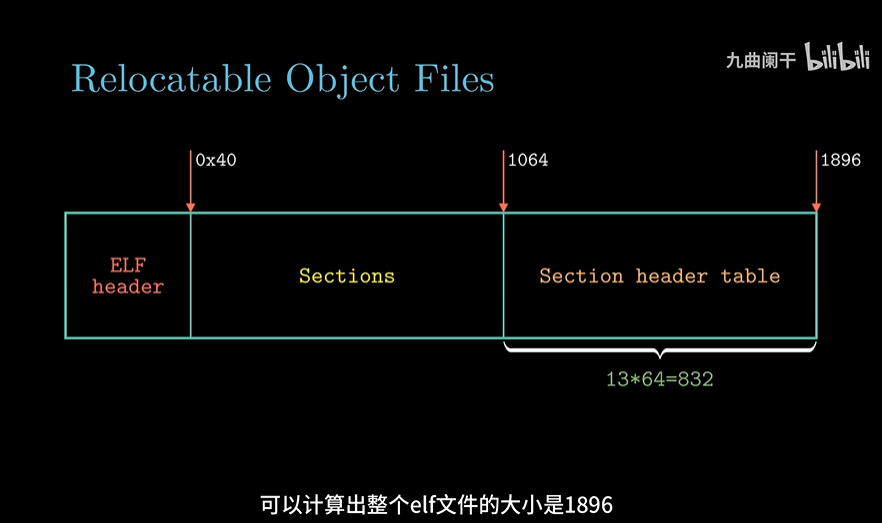 Relocatable Object Files
九曲阑干 bilibili
0x40
1064
1896
ELF
header
Sections
Section header table
13*64=832
可以计算出整个elf文件的大小是1896